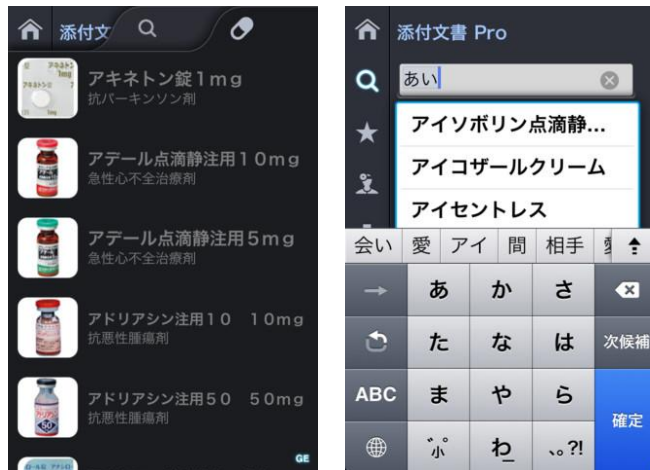 添付文
アキネトン錠1mg
抗パーキンソン剤
アデール点滴静注用10mg
急性心不全治療剤
アデール点滴静注用5mg
急性心不全治療剤
アドリアシン注用10 10mg
抗悪性腫瘍剤
アドリアシン注用50 50mg
抗悪性腫瘍剤
GE
添付文書 Pro
あい
アイソボリン点滴静...
アイコザールクリーム
アイセントレス
会い 愛 アイ 間 相手
→ あ か さ
た な は 次候補
ABC ま や ら
確定
゛゜小 わ 、。?!